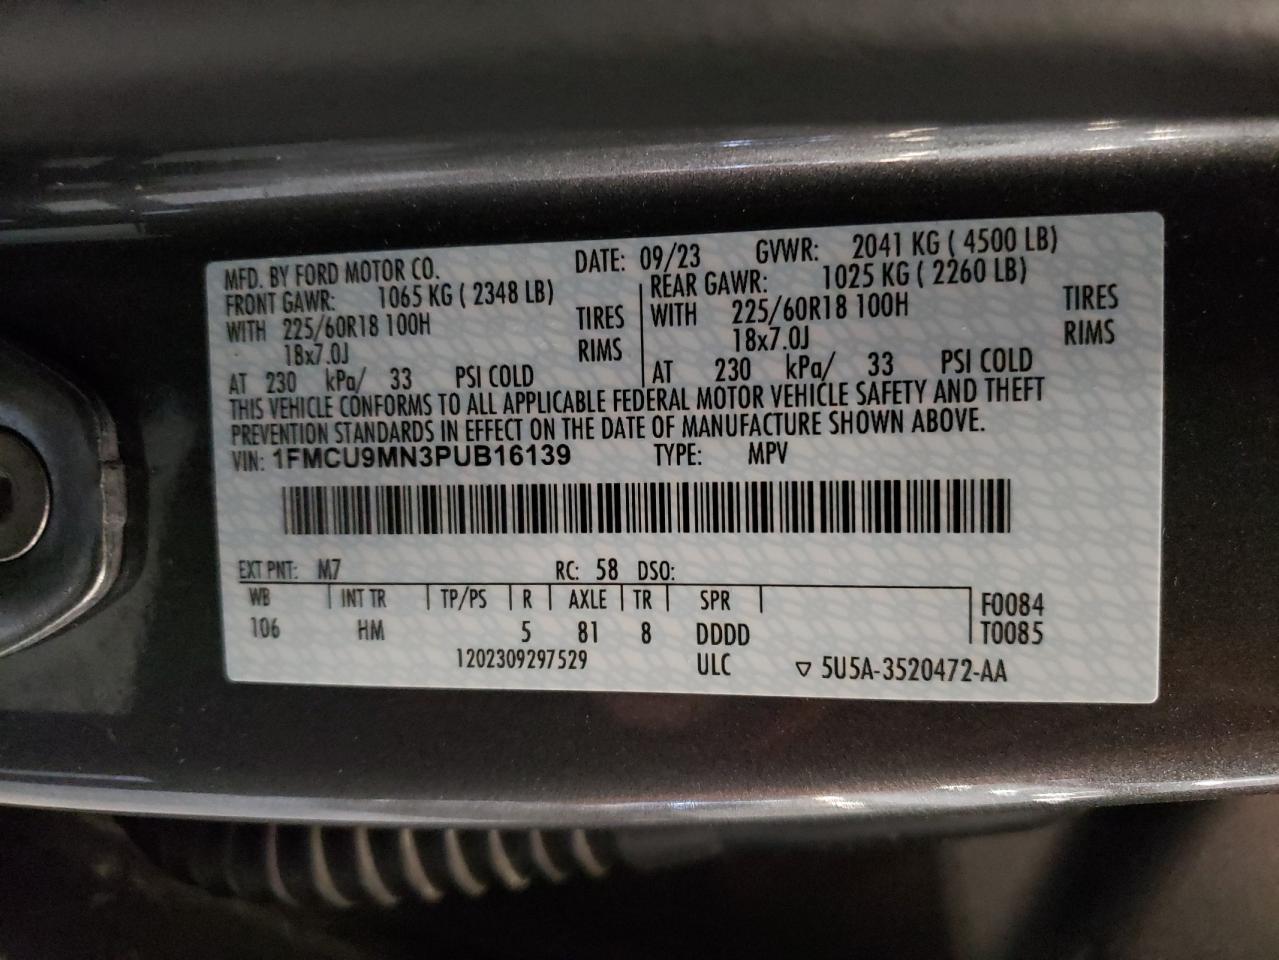 MFD. BY FORD MOTOR CO. DATE: 09/23 GVWR: 2041 KG ( 4500 LB)
FRONT GAWR: 1065 KG ( 2348 LB) REAR GAWR: 1025 KG ( 2260 LB)
WITH 225/60R18 100H TIRES WITH 225/60R18 100H TIRES
18x7.0J RIMS 18x7.0J RIMS
AT 230 kPa/ 33 PSI COLD AT 230 kPa/ 33 PSI COLD
THIS VEHICLE CONFORMS TO ALL APPLICABLE FEDERAL MOTOR VEHICLE SAFETY AND THEFT
PREVENTION STANDARDS IN EFFECT ON THE DATE OF MANUFACTURE SHOWN ABOVE.
VIN: 1FMCU9MN3PUB16139 TYPE: MPV
EXT PNT: M7 RC: 58 DSO:
WB INT TR TP/PS R AXLE TR SPR F0084
106 HM 5 81 8 DDDD T0085
1202309297529 ULC ▽ 5U5A-3520472-AA